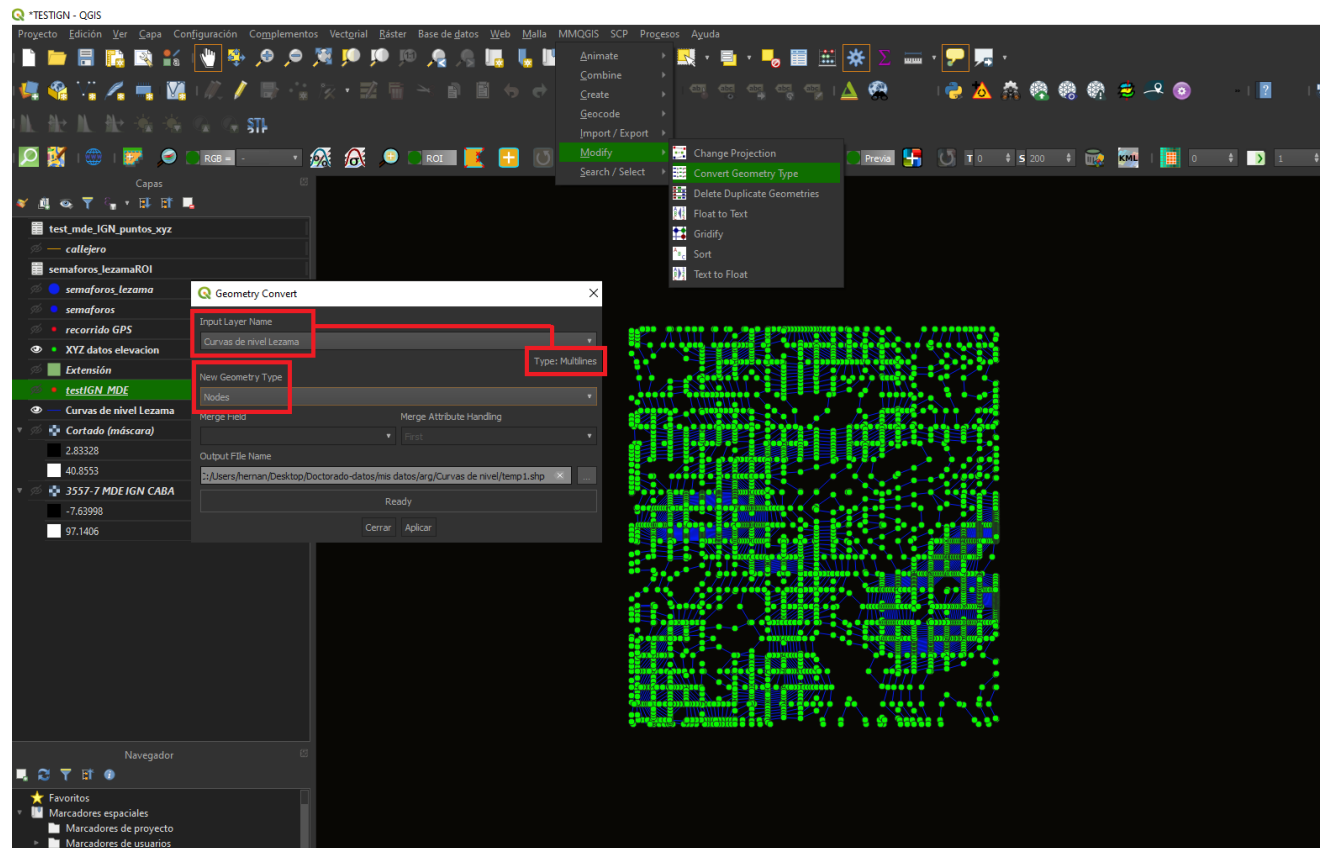 *TESTIGN - QGIS
Proyecto Edición Ver Capa Configuración Complementos Vectorial Ráster Base de datos Web Malla MMQGIS SCP Procesos Ayuda
Animate
Combine
Create
Geocode
Import / Export
Modify
Search / Select
Change Projection
Convert Geometry Type
Delete Duplicate Geometries
Float to Text
Gridify
Sort
Text to Float
RGB = -
ROI
Previa
T 0
S 200
KML
0
1
Capas
test_mde_IGN_puntos_xyz
callejero
semaforos_lezamaROI
semaforos_lezama
semaforos
recorrido GPS
XYZ datos elevacion
Extensión
testIGN_MDE
Curvas de nivel Lezama
Cortado (máscara)
2.83328
40.8553
3557-7 MDE IGN CABA
-7.63998
97.1406
Geometry Convert
Input Layer Name
Curvas de nivel Lezama
Type: Multilines
New Geometry Type
Nodes
Merge Field Merge Attribute Handling
First
Output File Name
:/Users/hernan/Desktop/Doctorado-datos/mis datos/arg/Curvas de nivel/temp1.shp
...
Ready
Cerrar Aplicar
Navegador
Favoritos
Marcadores espaciales
Marcadores de proyecto
Marcadores de usuarios